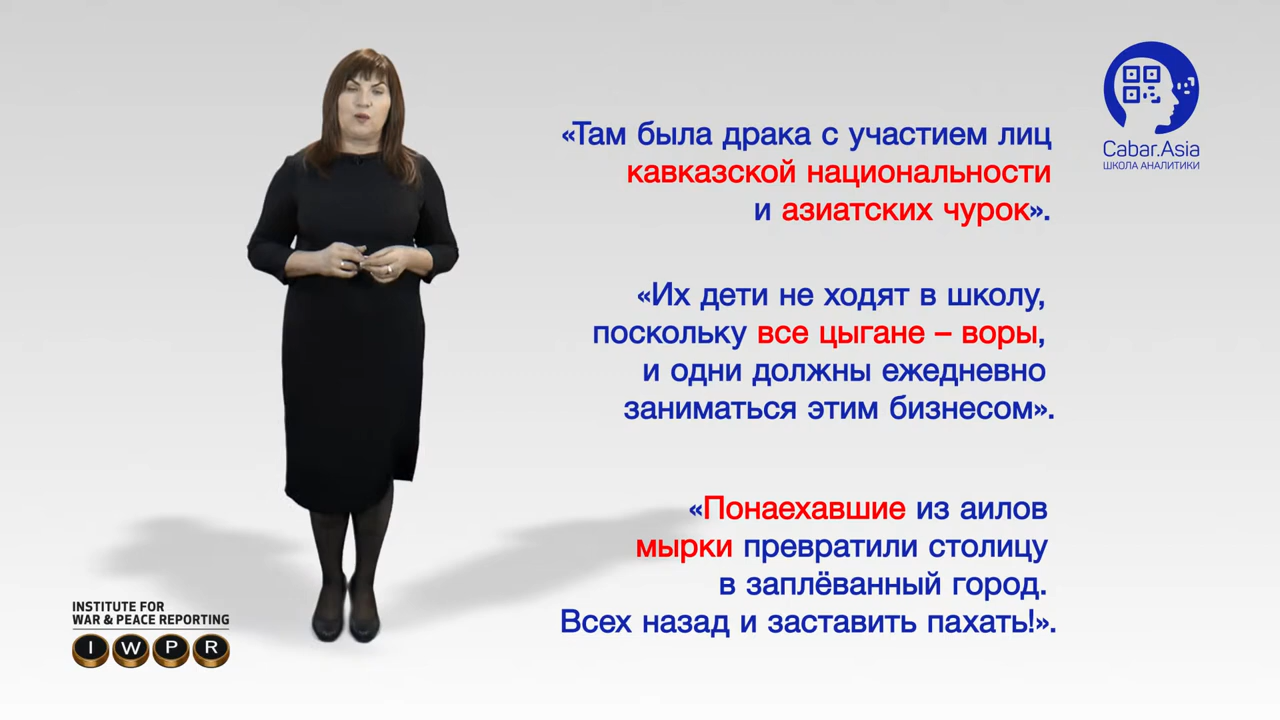 «Там была драка с участием лиц
кавказской национальности
и азиатских чурок».
«Их дети не ходят в школу,
поскольку все цыгане – воры,
и одни должны ежедневно
заниматься этим бизнесом».
«Понаехавшие из аилов
мырки превратили столицу
в заплёванный город.
Всех назад и заставить пахать!».
Cabar.Asia
ШКОЛА АНАЛИТИКИ
INSTITUTE FOR
WAR & PEACE REPORTING
I W P R